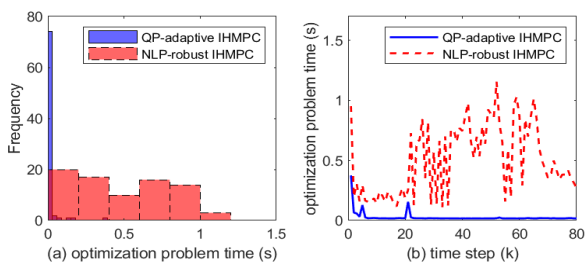 80
60
40
20
0
Frequency
QP-adaptive IHMPC
NLP-robust IHMPC
0
0.5
1
1.5
(a) optimization problem time (s)
1.5
1
0.5
0
optimization problem time (s)
QP-adaptive IHMPC
NLP-robust IHMPC
0
20
40
60
80
(b) time step (k)